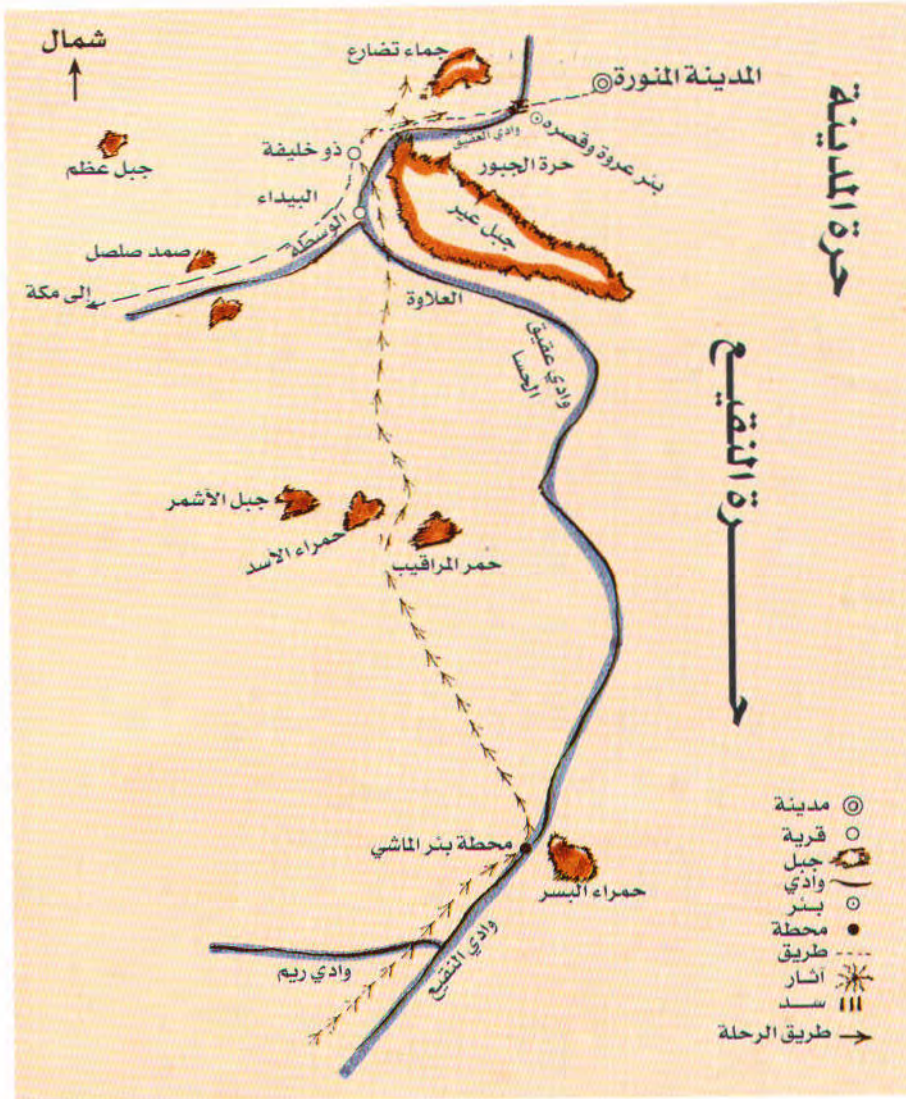 شمال
جماء تضارع
المدينة المنورة
حرة المدينة
بئر عروة وقصره
وادي العقيق
ذو خليفة
حرة الجبور
جبل عظم
البيداء
جبل عير
الوسطة
صمد صلصل
إلى مكة
العلاوة
وادي عقيق
الحسا
حرة النقيع
جبل الأشمر
حمراء الأسد
حمر المراقيب
محطة بئر الماشي
حمراء البسر
وادي النقيع
وادي ريم
مدينة
قرية
جبل
وادي
بئر
محطة
طريق
آثار
سد
طريق الرحلة